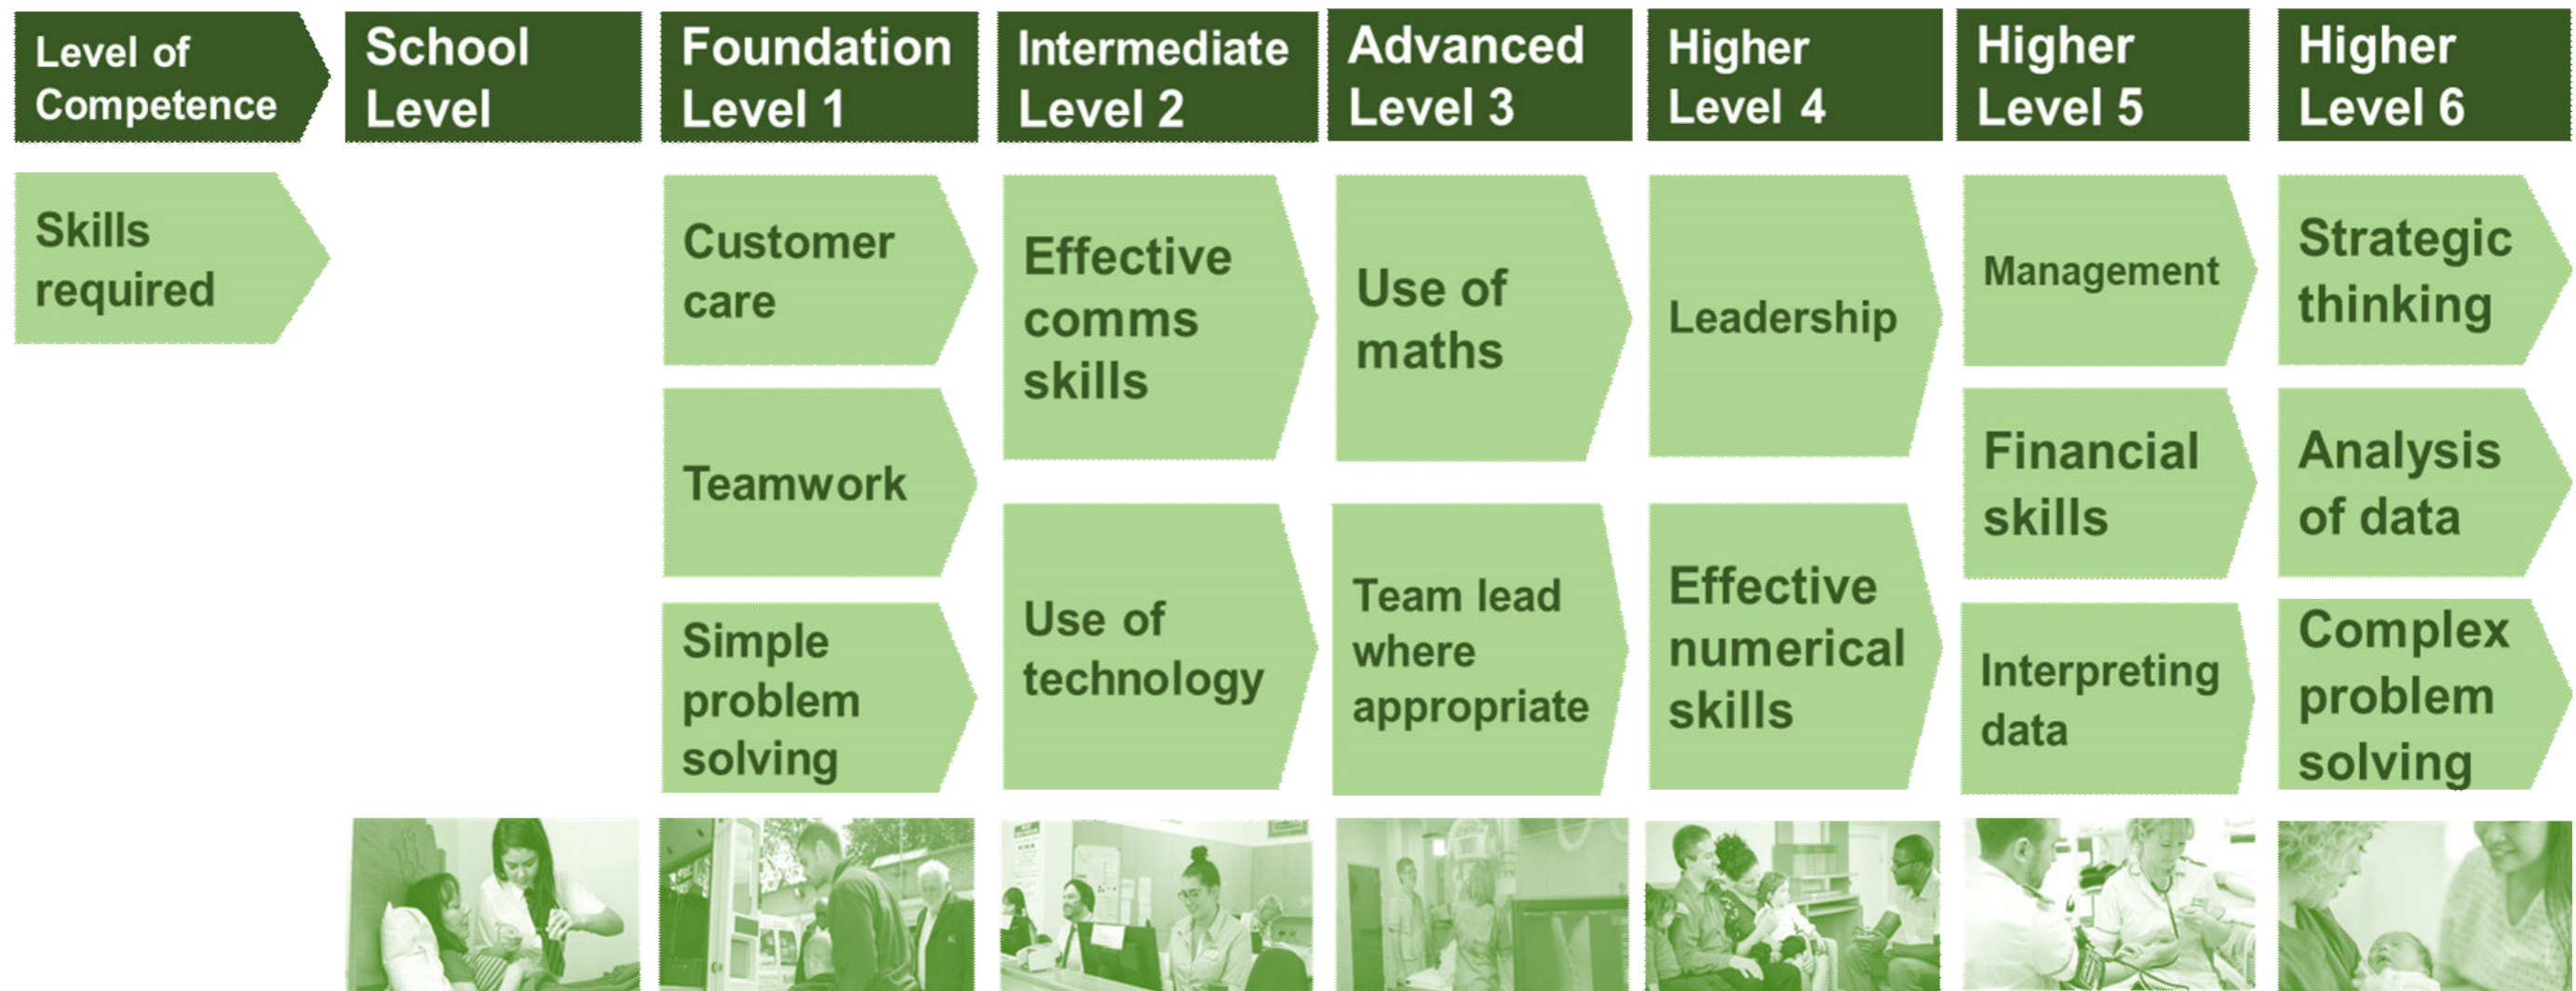 Level of
Competence
School
Level
Foundation
Level 1
Intermediate
Level 2
Advanced
Level 3
Higher
Level 4
Higher
Level 5
Higher
Level 6
Skills
required
Customer
care
Teamwork
Simple
problem
solving
Effective
comms
skills
Use of
technology
Use of
maths
Team lead
where
appropriate
Leadership
Effective
numerical
skills
Management
Financial
skills
Interpreting
data
Strategic
thinking
Analysis
of data
Complex
problem
solving